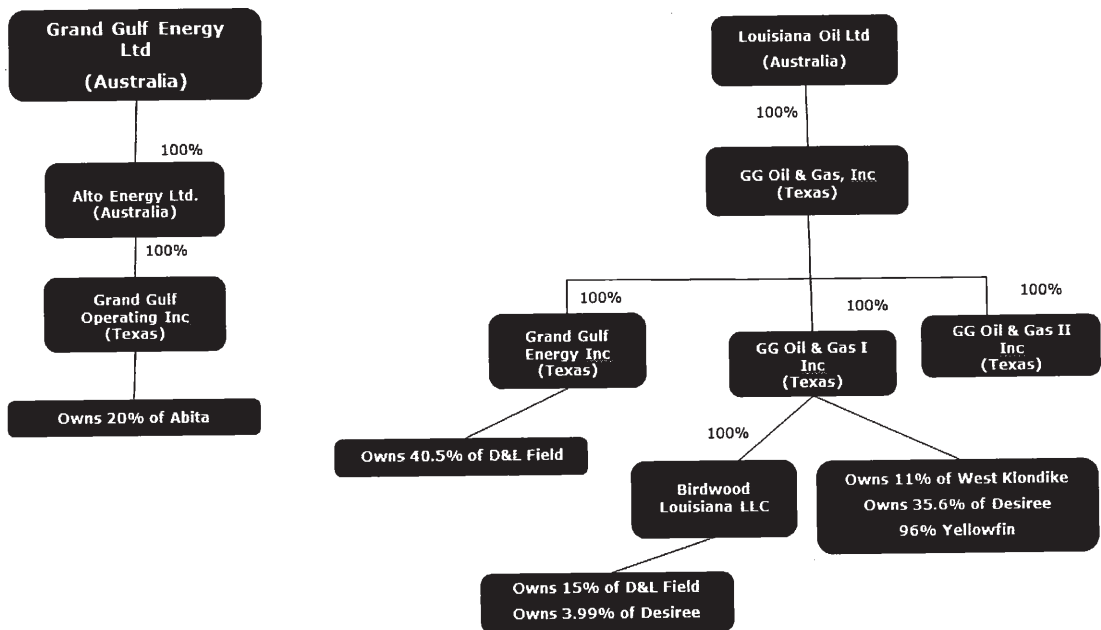 Grand Gulf Energy
Ltd
(Australia)
100%
Alto Energy Ltd.
(Australia)
100%
Grand Gulf
Operating Inc
(Texas)
Owns 20% of Abita
Louisiana Oil Ltd
(Australia)
100%
GG Oil & Gas, Inc
(Texas)
100%
100%
100%
Grand Gulf
Energy Inc
(Texas)
GG Oil & Gas I
Inc
(Texas)
GG Oil & Gas II
Inc
(Texas)
Owns 40.5% of D&L Field
100%
Birdwood
Louisiana LLC
Owns 11% of West Klondike
Owns 35.6% of Desiree
96% Yellowfin
Owns 15% of D&L Field
Owns 3.99% of Desiree